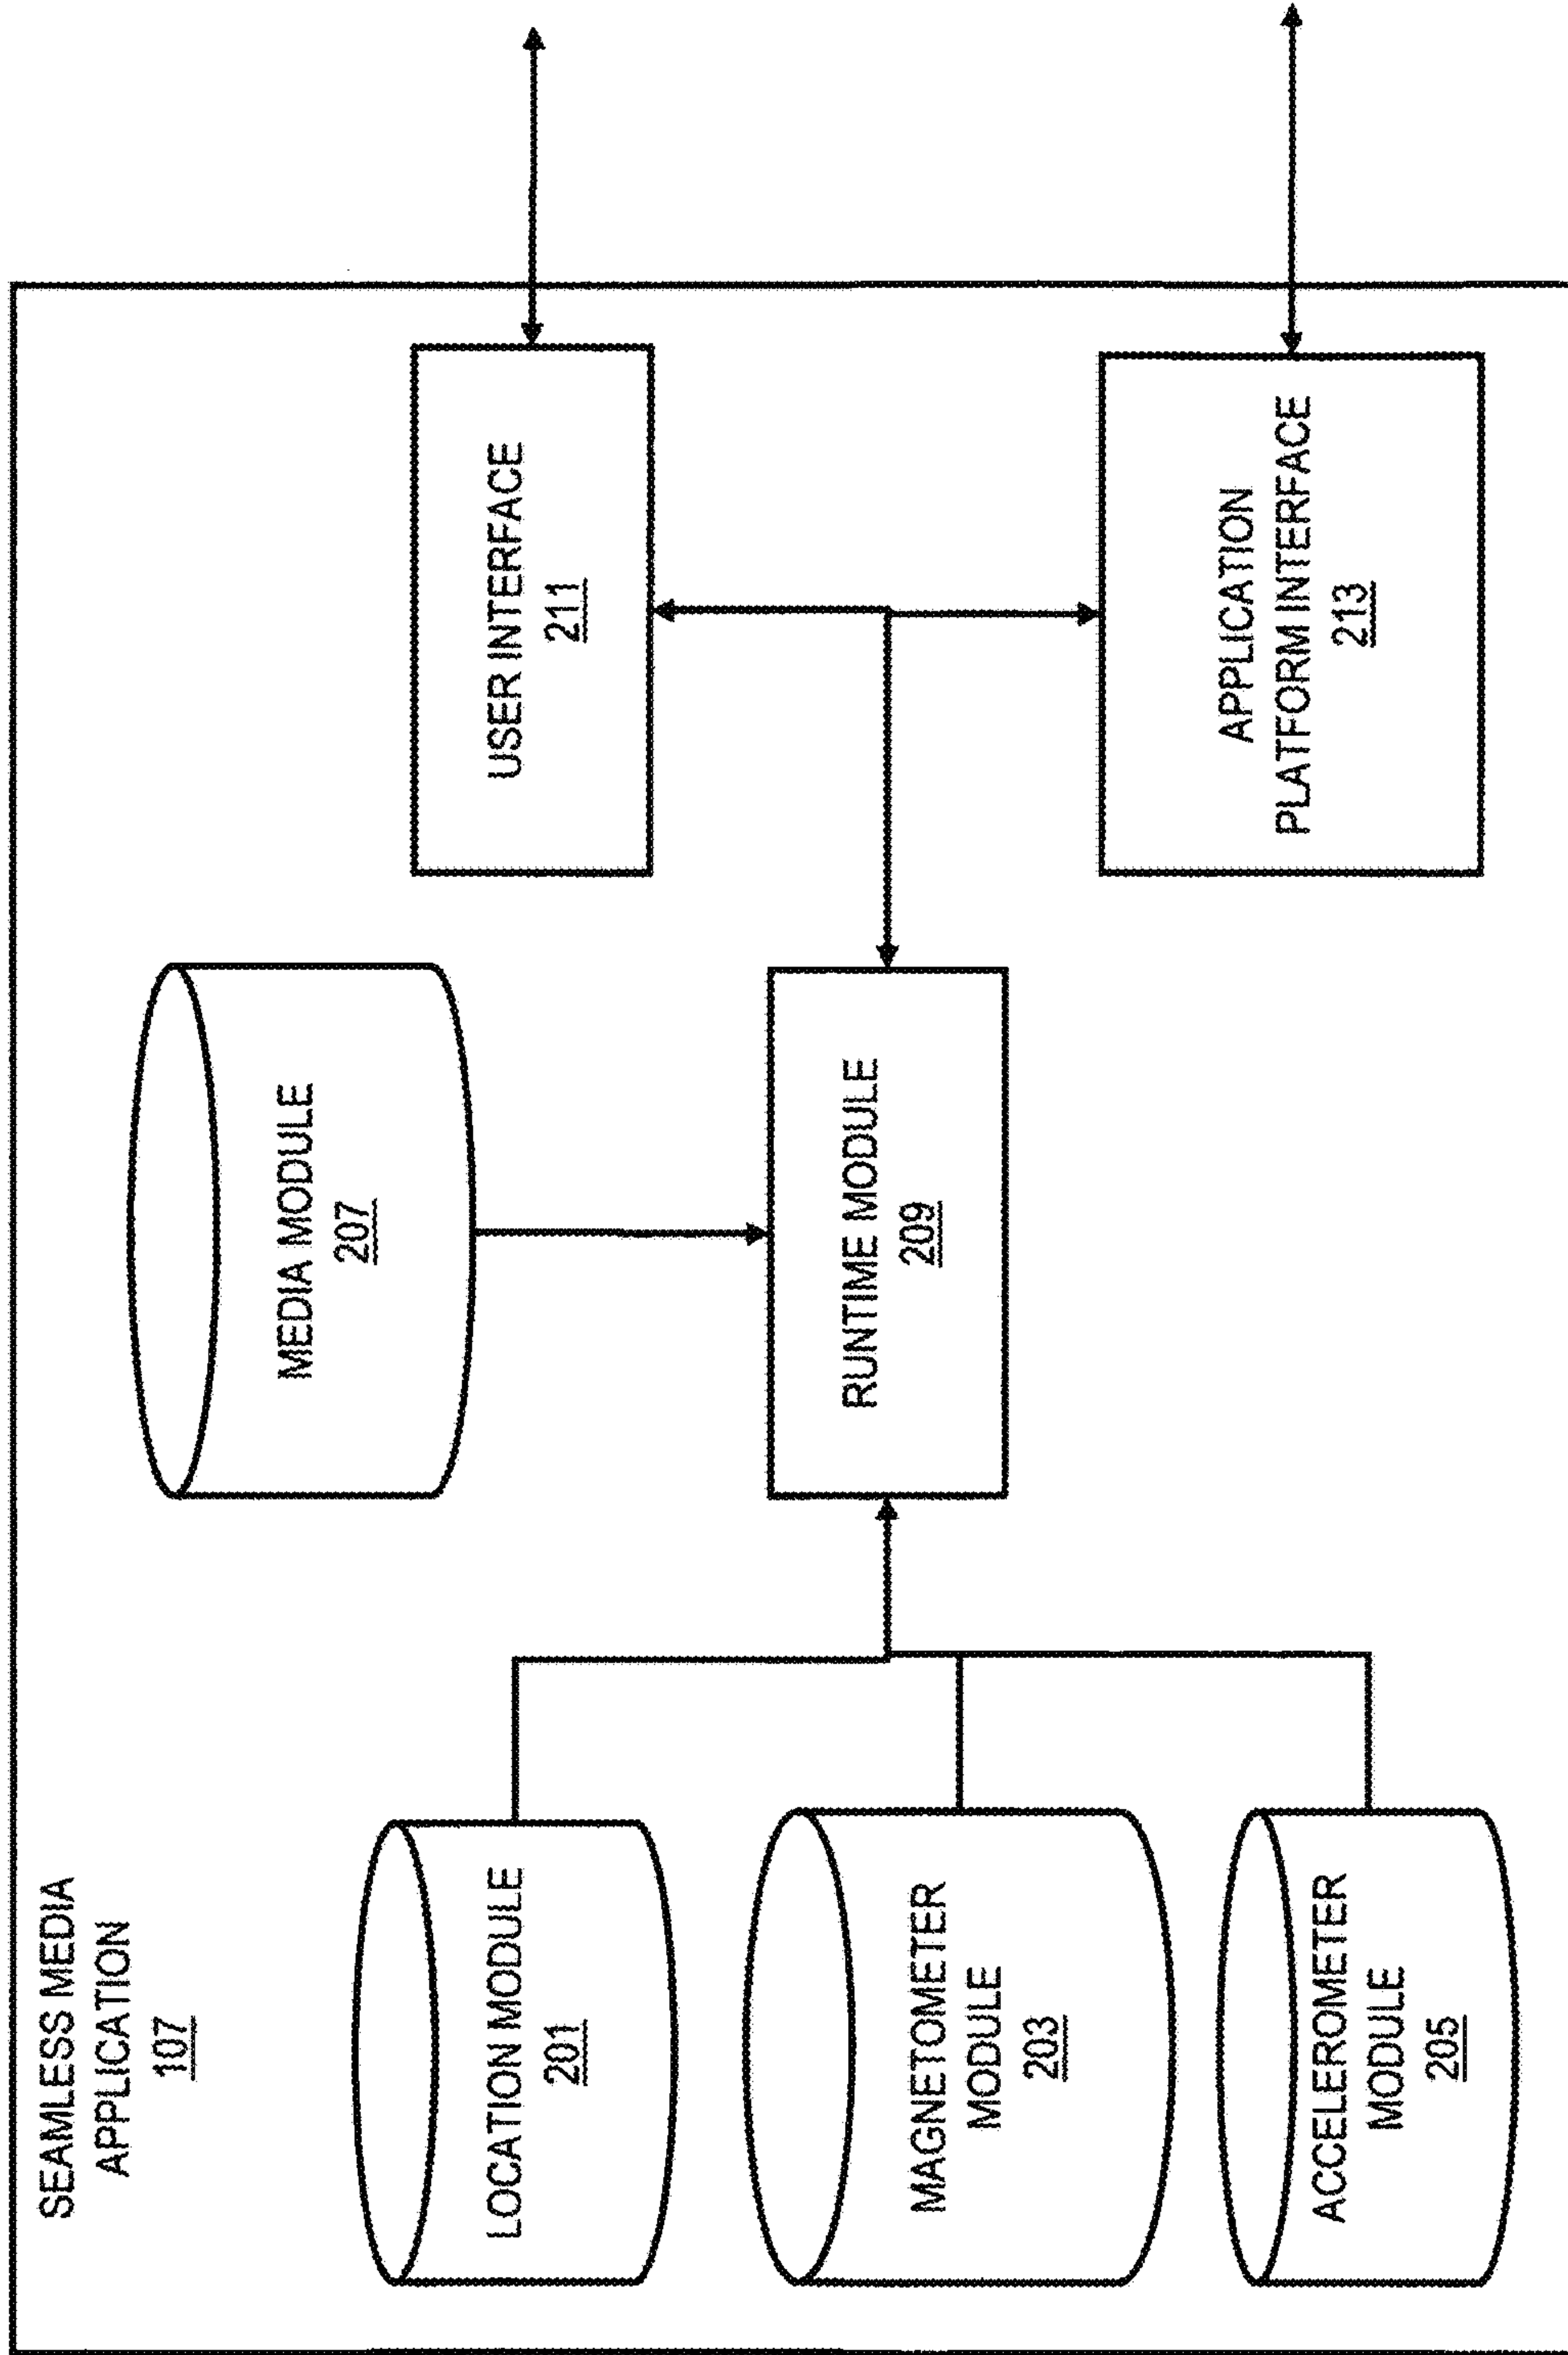 SEAMLESS MEDIA
APPLICATION
107
LOCATION MODULE
201
MAGNETOMETER
MODULE
203
ACCELEROMETER
MODULE
205
MEDIA MODULE
207
RUNTIME MODULE
209
USER INTERFACE
211
APPLICATION
PLATFORM INTERFACE
213